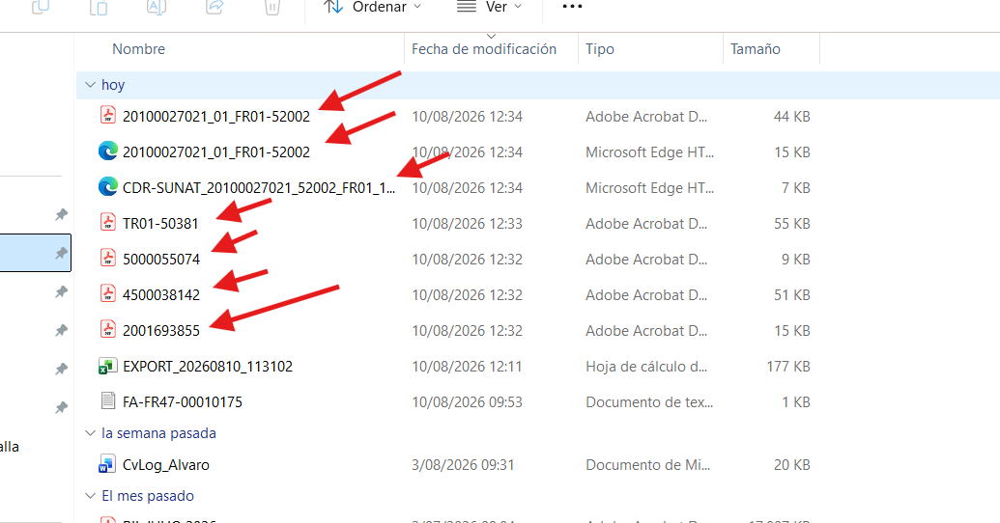 Ordenar Ver ...
Nombre Fecha de modificación Tipo Tamaño
hoy
20100027021_01_FR01-52002 10/08/2026 12:34 Adobe Acrobat D... 44 KB
20100027021_01_FR01-52002 10/08/2026 12:34 Microsoft Edge HT... 15 KB
CDR-SUNAT_20100027021_52002_FR01_1... 10/08/2026 12:34 Microsoft Edge HT... 7 KB
TR01-50381 10/08/2026 12:33 Adobe Acrobat D... 55 KB
5000055074 10/08/2026 12:32 Adobe Acrobat D... 9 KB
4500038142 10/08/2026 12:32 Adobe Acrobat D... 51 KB
2001693855 10/08/2026 12:32 Adobe Acrobat D... 15 KB
EXPORT_20260810_113102 10/08/2026 12:11 Hoja de cálculo d... 177 KB
FA-FR47-00010175 10/08/2026 09:53 Documento de tex... 1 KB
la semana pasada
alla
CvLog_Alvaro 3/08/2026 09:31 Documento de Mi... 20 KB
El mes pasado